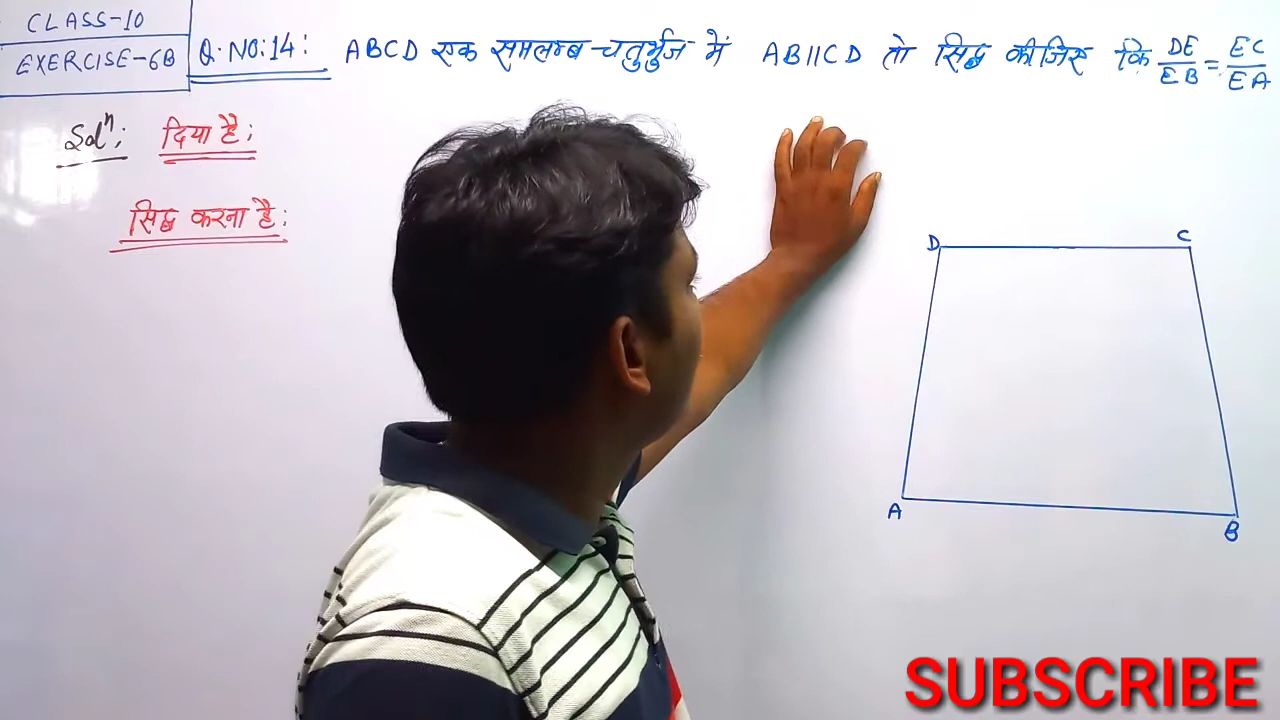 CLASS-10
EXERCISE-6B
Q.NO:14: ABCD एक समलम्ब चतुर्भुज में AB||CD तो सिद्ध कीजिए कि DE/EB = EC/EA
Solⁿ: दिया है:
सिद्ध करना है:
D C
A B
SUBSCRIBE